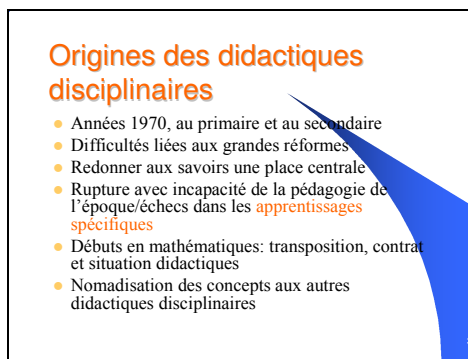 Origines des didactiques
disciplinaires
Années 1970, au primaire et au secondaire
Difficultés liées aux grandes réformes
Redonner aux savoirs une place centrale
Rupture avec incapacité de la pédagogie de
l'époque/échecs dans les apprentissages
spécifiques
Débuts en mathématiques: transposition, contrat
et situation didactiques
Nomadisation des concepts aux autres
didactiques disciplinaires